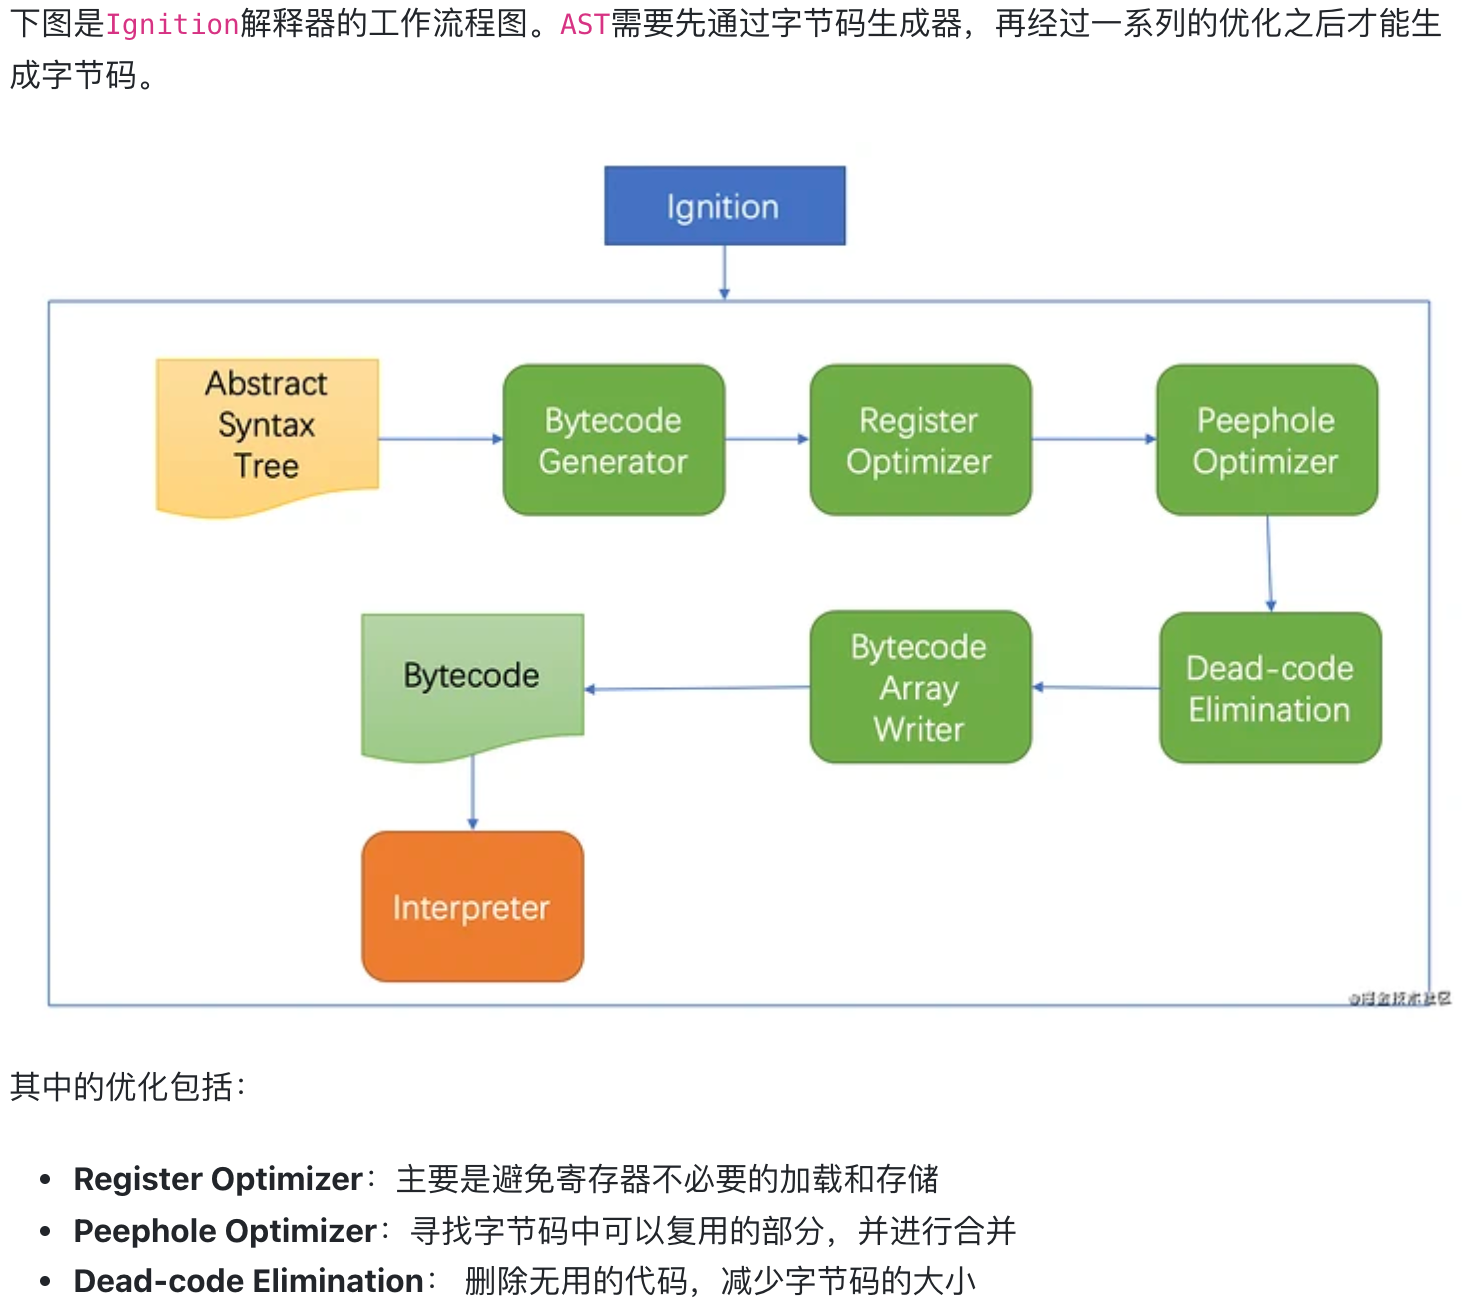 下图是Ignition解释器的工作流程图。AST需要先通过字节码生成器，再经过一系列的优化之后才能生
成字节码。
Ignition
Abstract
Syntax
Tree
Bytecode
Generator
Register
Optimizer
Peephole
Optimizer
Bytecode
Bytecode
Array
Writer
Dead-code
Elimination
Interpreter
@掘金技术社区
其中的优化包括：
• Register Optimizer：主要是避免寄存器不必要的加载和存储
• Peephole Optimizer：寻找字节码中可以复用的部分，并进行合并
• Dead-code Elimination： 删除无用的代码，减少字节码的大小